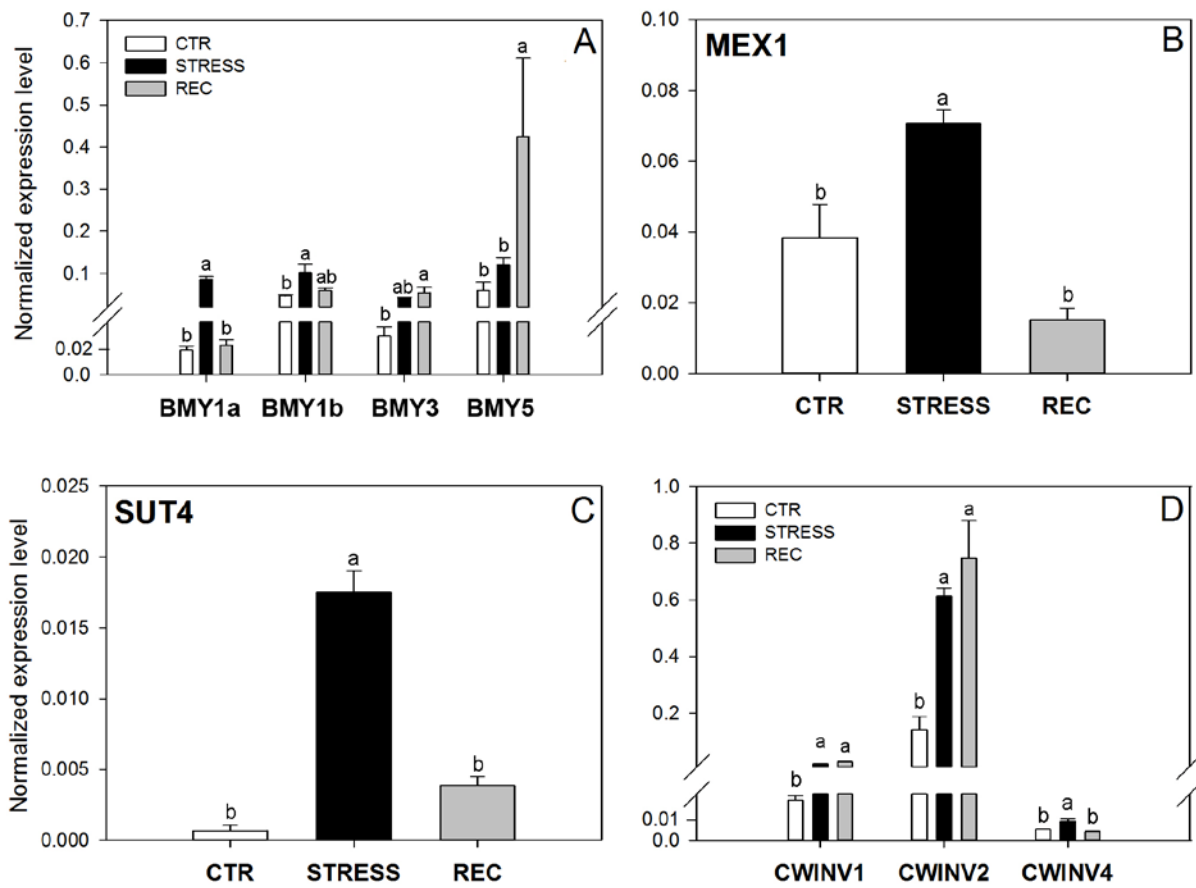 Normalized expression level
0.7
0.6
0.5
0.4
0.3
0.2
0.1
0.02
0.0
CTR
STRESS
REC
A
b a b
b a ab
b ab a
b b a
BMY1a BMY1b BMY3 BMY5
0.10
0.08
0.06
0.04
0.02
0.00
MEX1
B
b a b
CTR STRESS REC
Normalized expression level
0.025
0.020
0.015
0.010
0.005
0.000
SUT4
C
b a b
CTR STRESS REC
1.0
0.8
0.6
0.4
0.2
0.01
0.0
CTR
STRESS
REC
D
b a a
b a a
b a b
CWINV1 CWINV2 CWINV4